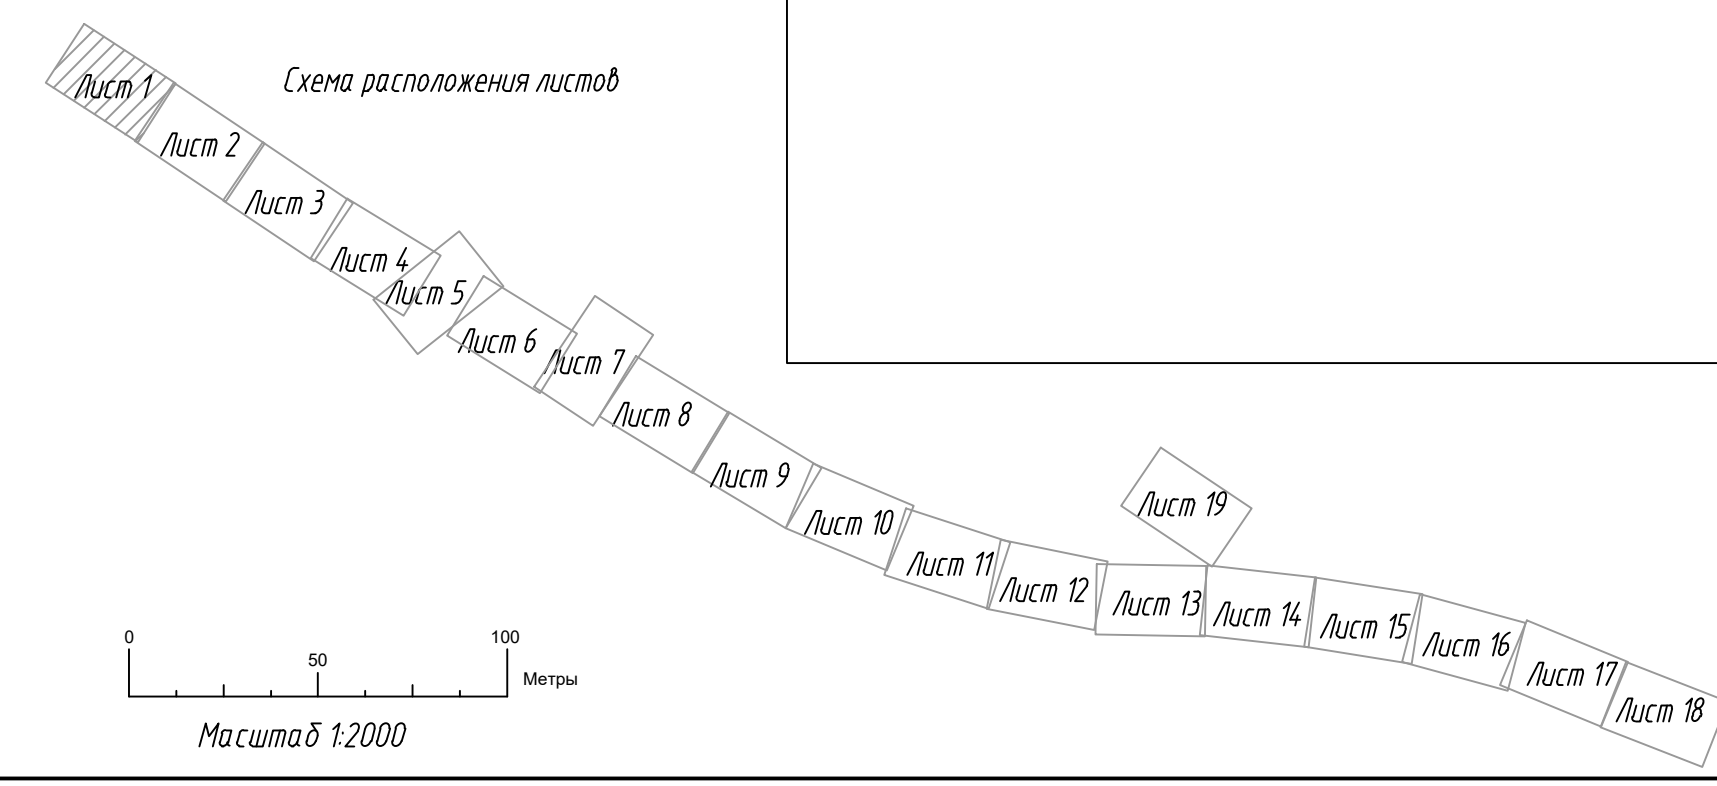 Схема расположения листов
Лист 1
Лист 2
Лист 3
Лист 4
Лист 5
Лист 6
Лист 7
Лист 8
Лист 9
Лист 10
Лист 11
Лист 12
Лист 13
Лист 14
Лист 15
Лист 16
Лист 17
Лист 18
Лист 19
0 50 100 Метры
Масштаб 1:2000